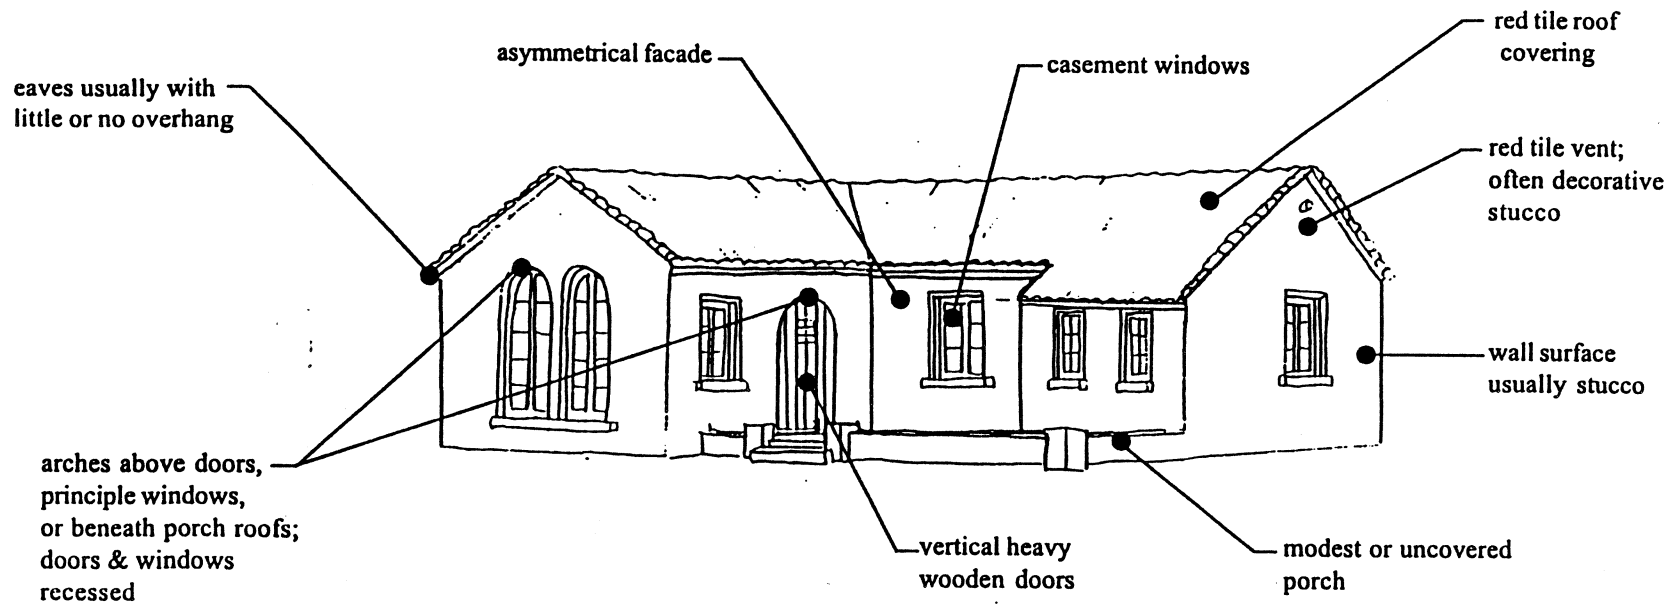 red tile roof
covering
asymmetrical facade
casement windows
eaves usually with
little or no overhang
red tile vent;
often decorative
stucco
wall surface
usually stucco
arches above doors,
principle windows,
or beneath porch roofs;
doors & windows
recessed
vertical heavy
wooden doors
modest or uncovered
porch